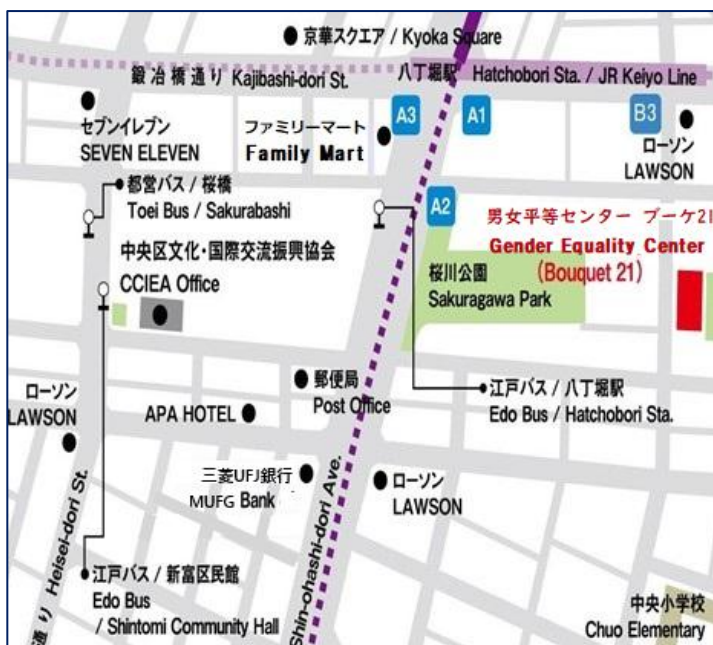 京華スクエア / Kyoka Square
鍛冶橋通り Kajibashi-dori St.
八丁堀駅 Hatchobori Sta. / JR Keiyo Line
セブンイレブン
SEVEN ELEVEN
ファミリーマート
Family Mart
A3
A1
B3
ローソン
LAWSON
都営バス / 桜橋
Toei Bus / Sakurabashi
A2
男女平等センター ブーケ21
Gender Equality Center
(Bouquet 21)
中央区文化・国際交流振興協会
CCIEA Office
桜川公園
Sakuragawa Park
郵便局
Post Office
江戸バス / 八丁堀駅
Edo Bus / Hatchobori Sta.
ローソン
LAWSON
APA HOTEL
三菱UFJ銀行
MUFG Bank
ローソン
LAWSON
通り Heisei-dori St.
Shin-ohashi-dori Ave.
江戸バス / 新富区民館
Edo Bus
/ Shintomi Community Hall
中央小学校
Chuo Elementary